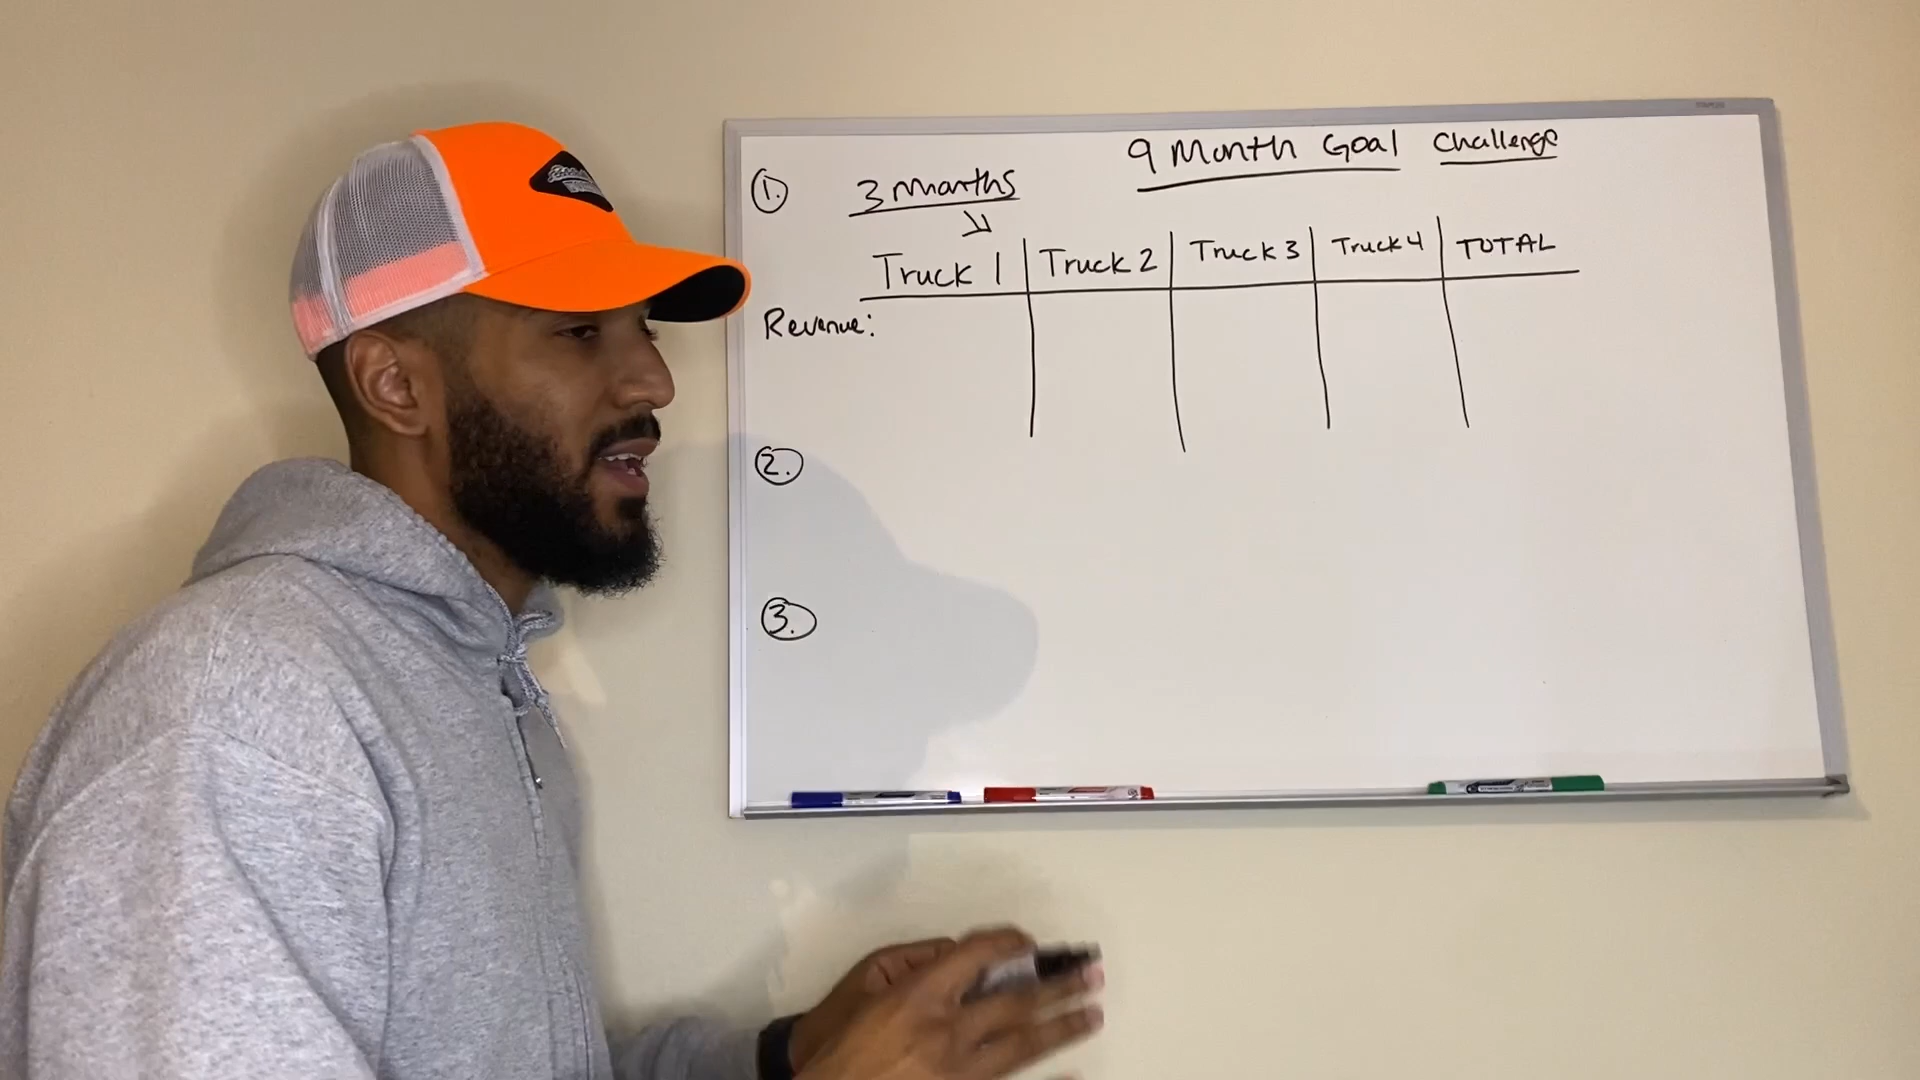 9 Month Goal Challenge
1. 3 Months
Truck 1 Truck 2 Truck 3 Truck 4 TOTAL
Revenue:
2.
3.